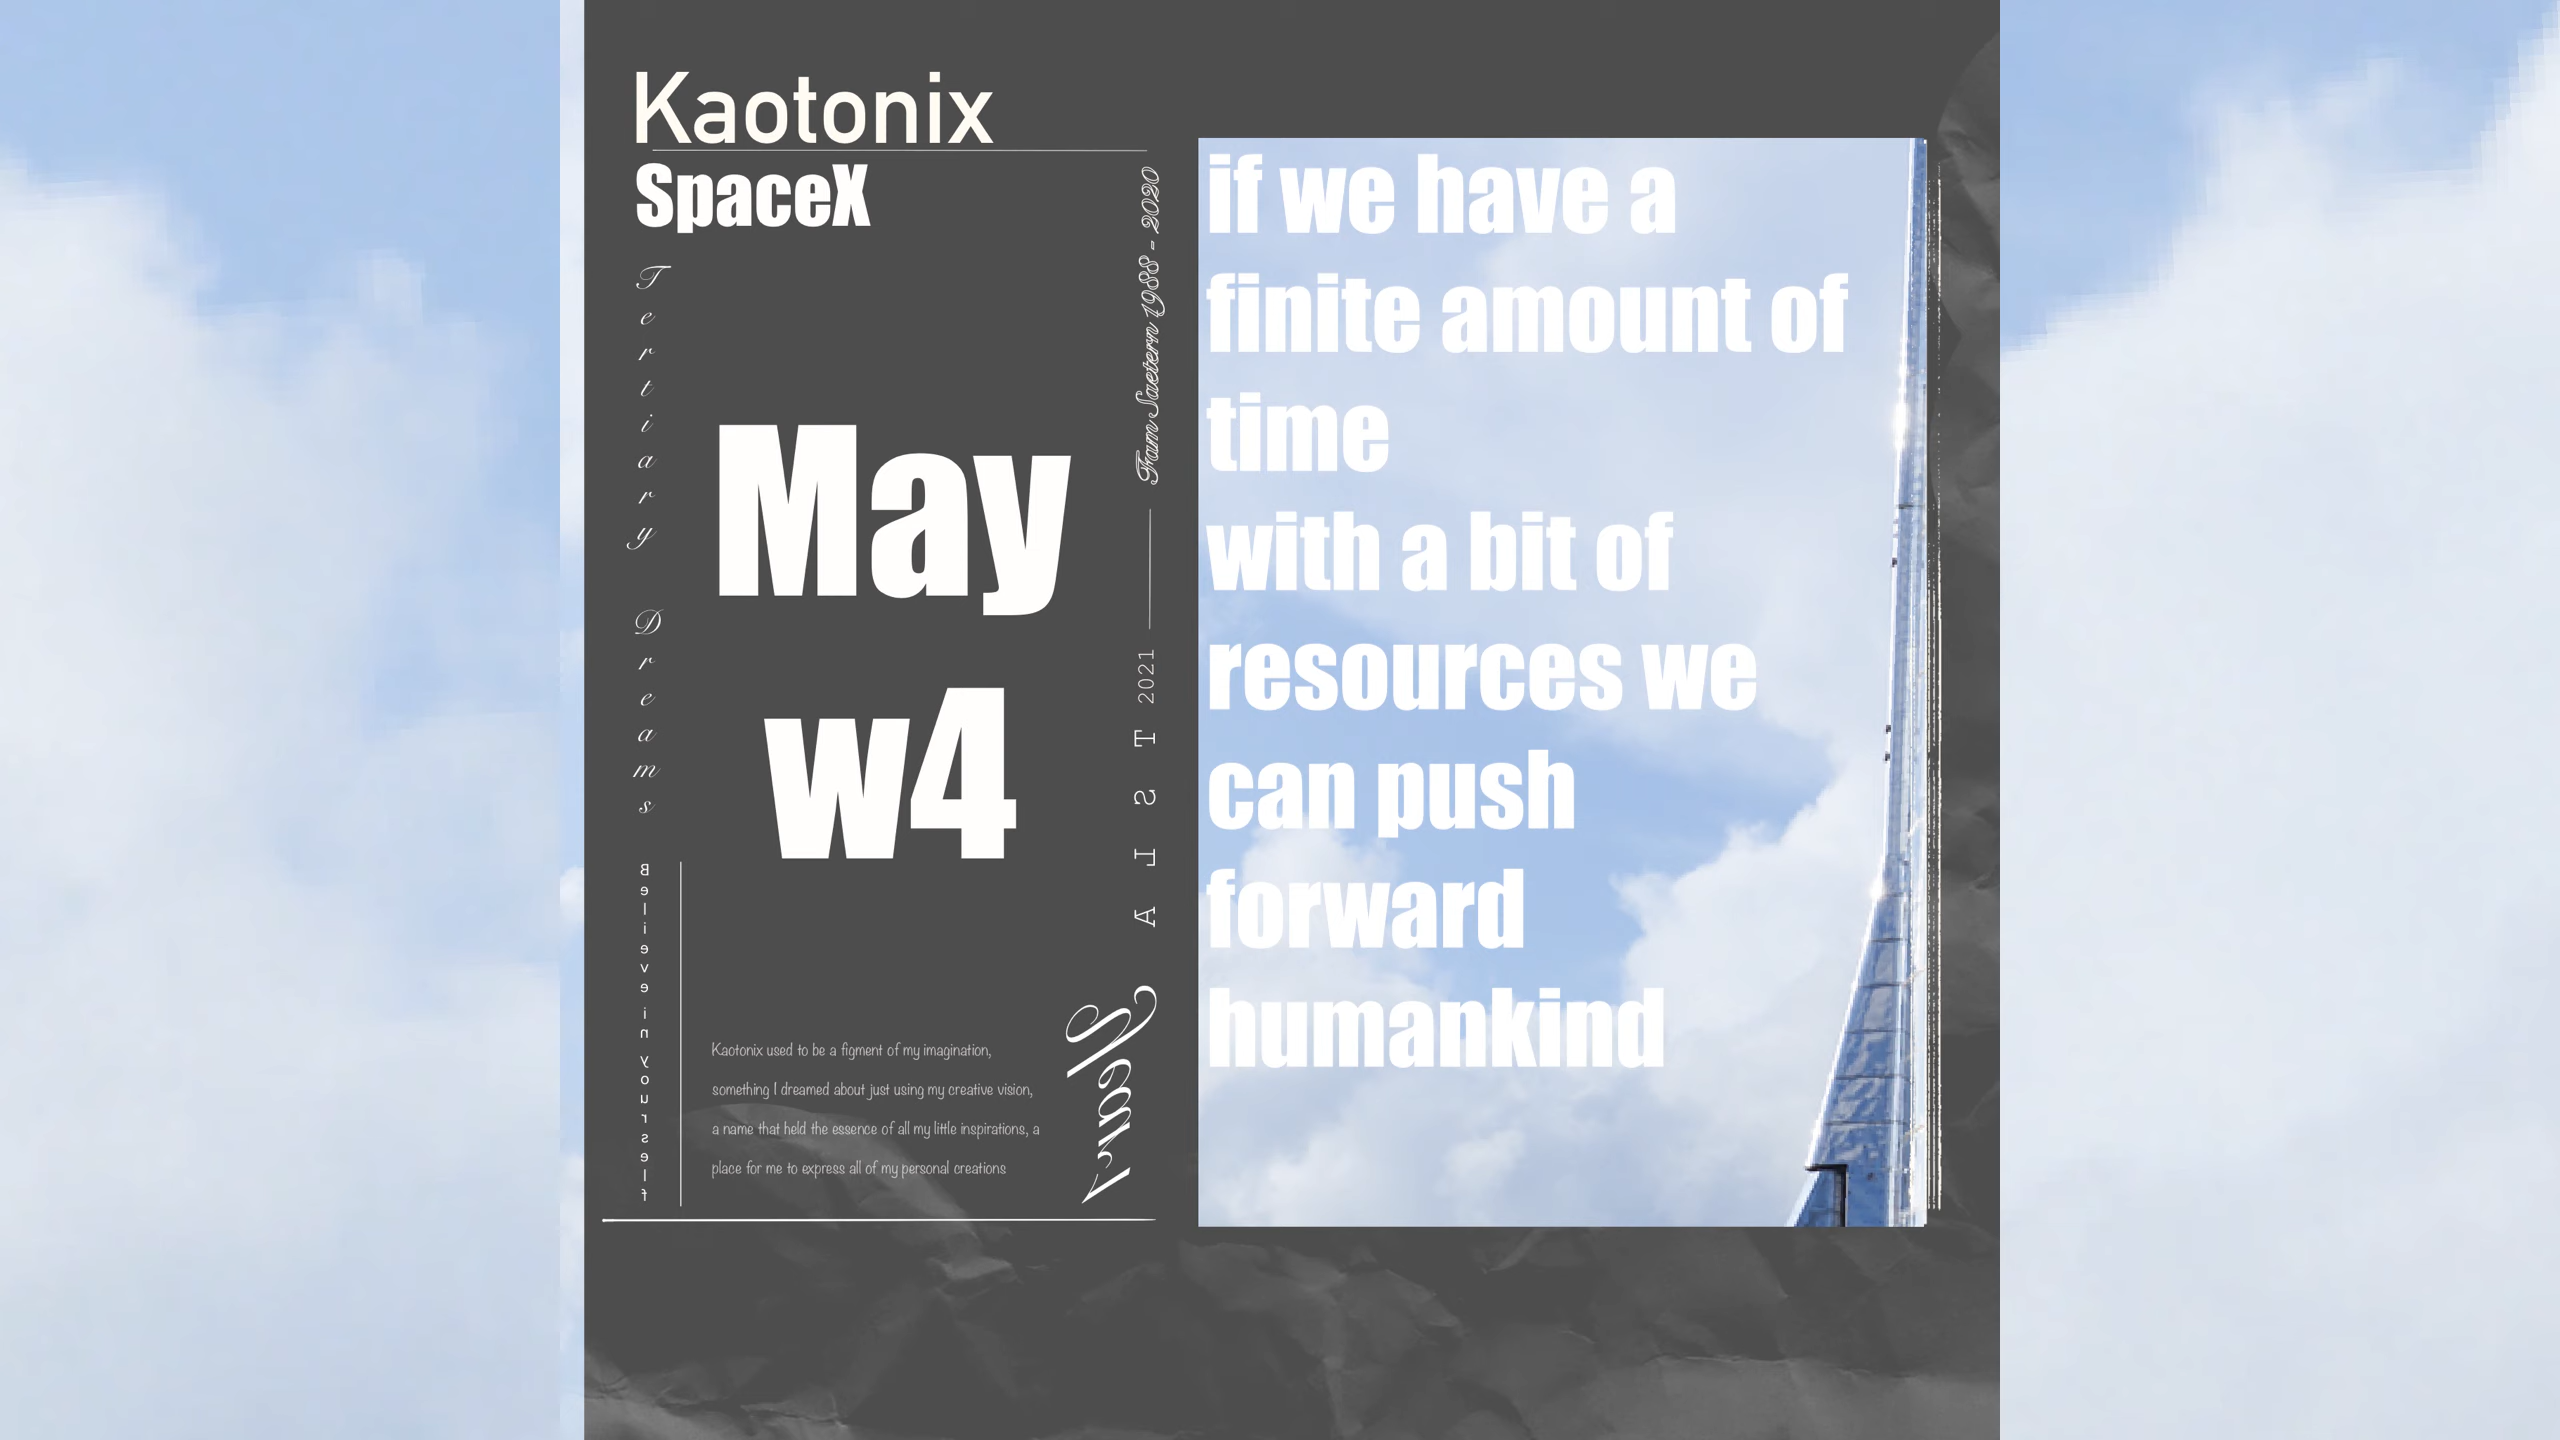 Kaotonix
SpaceX
Tertiary Dreams
Believe in yourself
May
w4
Fam Saetern 1988 - 2020
2021
A L S T
Kaotonix used to be a figment of my imagination,
something I dreamed about just using my creative vision,
a name that held the essence of all my little inspirations, a
place for me to express all of my personal creations
if we have a
finite amount of
time
with a bit of
resources we
can push
forward
humankind